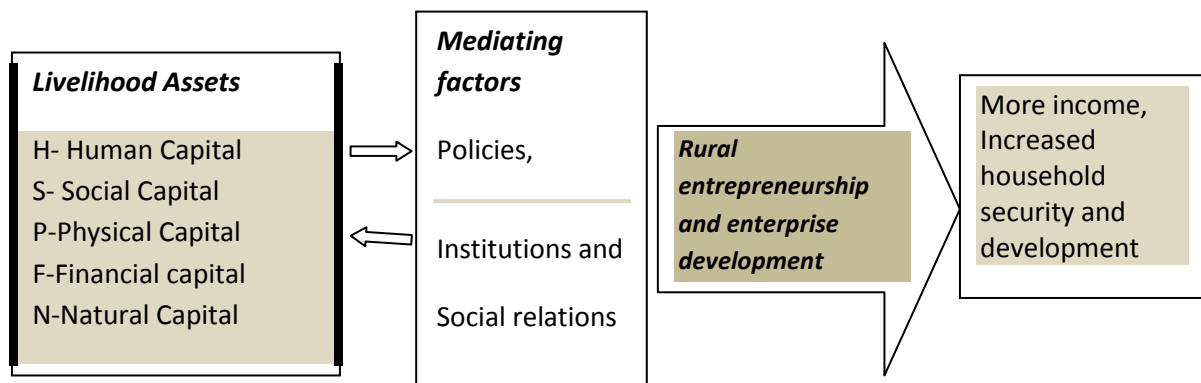 Livelihood Assets
H- Human Capital
S- Social Capital
P-Physical Capital
F-Financial capital
N-Natural Capital
Mediating
factors
Policies,
Institutions and
Social relations
Rural
entrepreneurship
and enterprise
development
More income,
Increased
household
security and
development